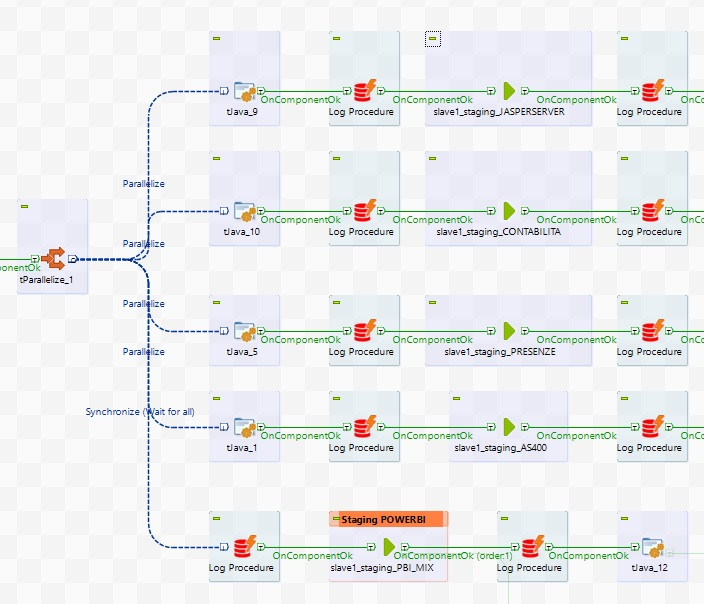 OnComponentOk
OnComponentOk
OnComponentOk
tJava_9
Log Procedure
slave1_staging_JASPERSERVER
Log Procedure
Parallelize
OnComponentOk
OnComponentOk
OnComponentOk
tJava_10
Log Procedure
slave1_staging_CONTABILITA
Log Procedure
Parallelize
onentOk
tParallelize_1
Parallelize
OnComponentOk
OnComponentOk
OnComponentOk
Parallelize
tJava_5
Log Procedure
slave1_staging_PRESENZE
Log Procedure
Synchronize (Wait for all)
OnComponentOk
OnComponentOk
OnComponentOk
tJava_1
Log Procedure
slave1_staging_AS400
Log Procedure
Staging POWERBI
OnComponentOk
OnComponentOk (order:1)
OnComponentOk
Log Procedure
slave1_staging_PBI_MIX
Log Procedure
tJava_12